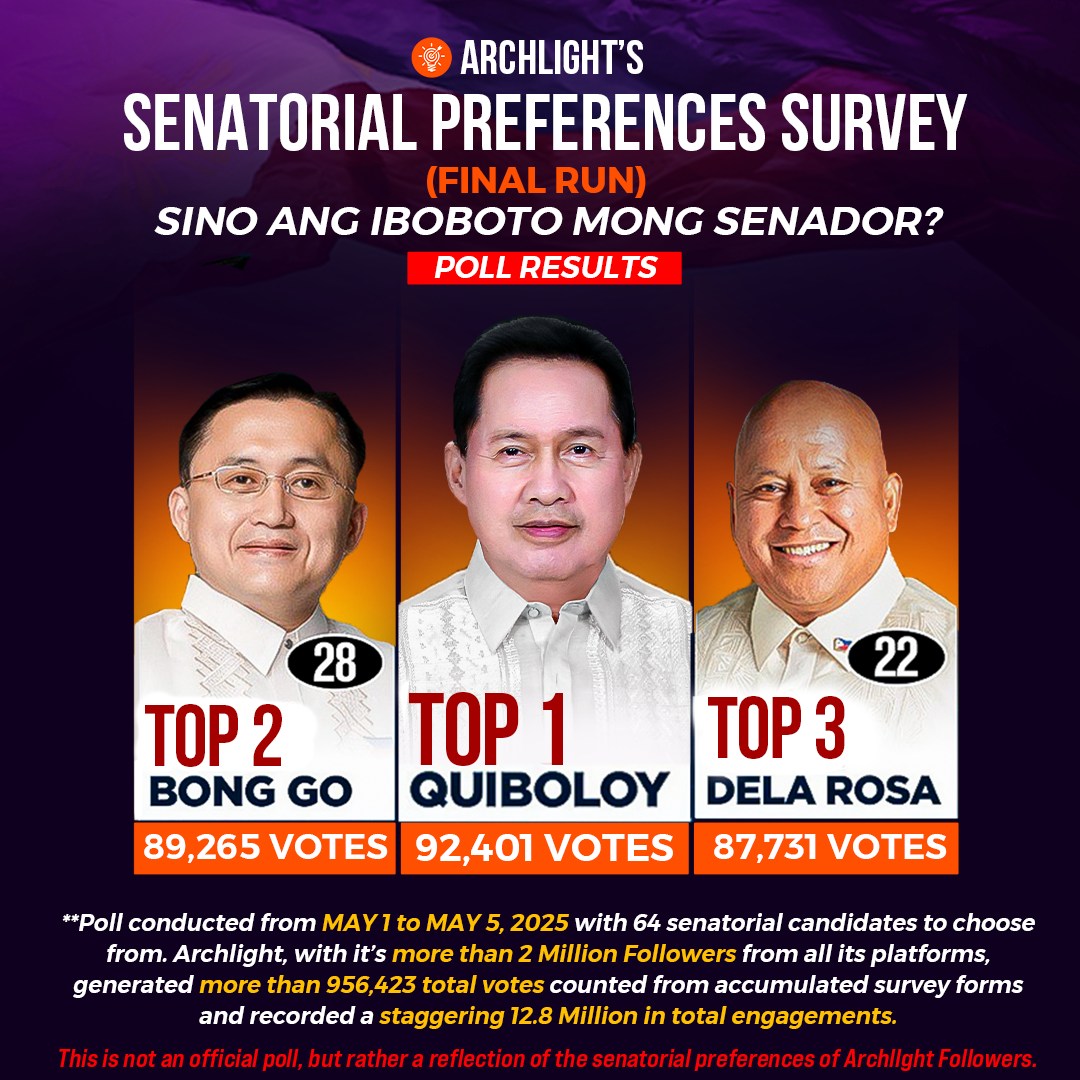 ARCHLIGHT'S
SENATORIAL PREFERENCES SURVEY
(FINAL RUN)
SINO ANG IBOBOTO MONG SENADOR?
POLL RESULTS
28
TOP 2
BONG GO
89,265 VOTES
TOP 1
QUIBOLOY
92,401 VOTES
22
TOP 3
DELA ROSA
87,731 VOTES
**Poll conducted from MAY 1 to MAY 5, 2025 with 64 senatorial candidates to choose
from. Archlight, with it's more than 2 Million Followers from all its platforms,
generated more than 956,423 total votes counted from accumulated survey forms
and recorded a staggering 12.8 Million in total engagements.
This is not an official poll, but rather a reflection of the senatorial preferences of ArchlIght Followers.